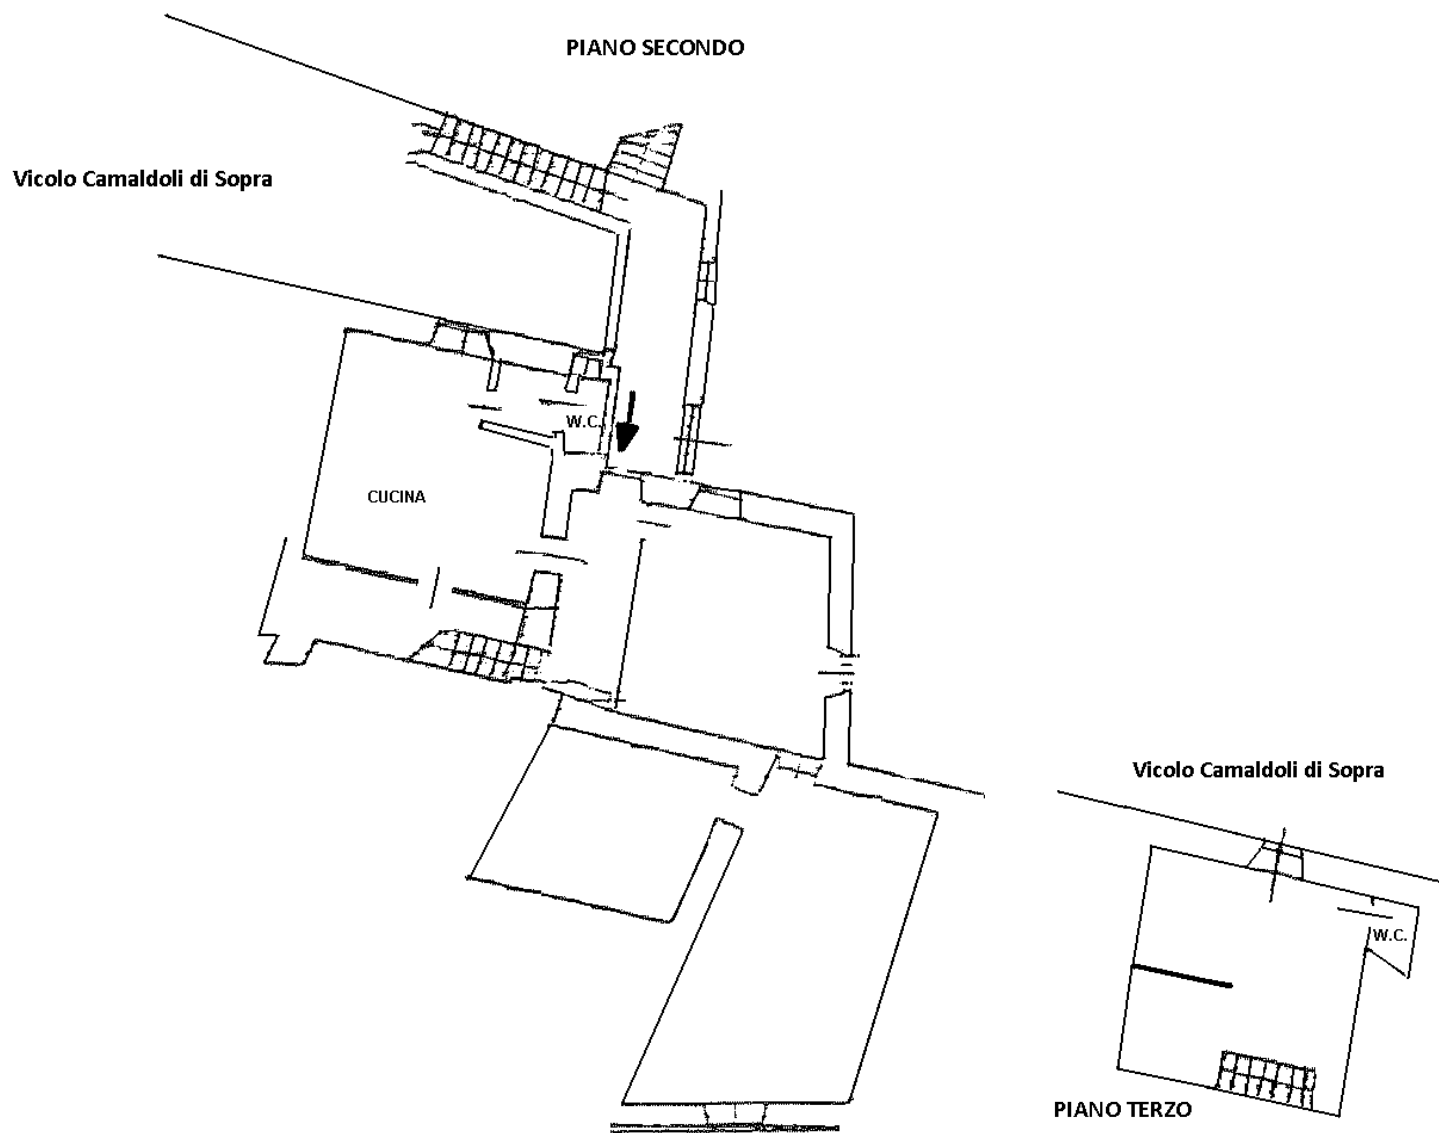 PIANO SECONDO
Vicolo Camaldoli di Sopra
W.C.
CUCINA
Vicolo Camaldoli di Sopra
W.C.
PIANO TERZO